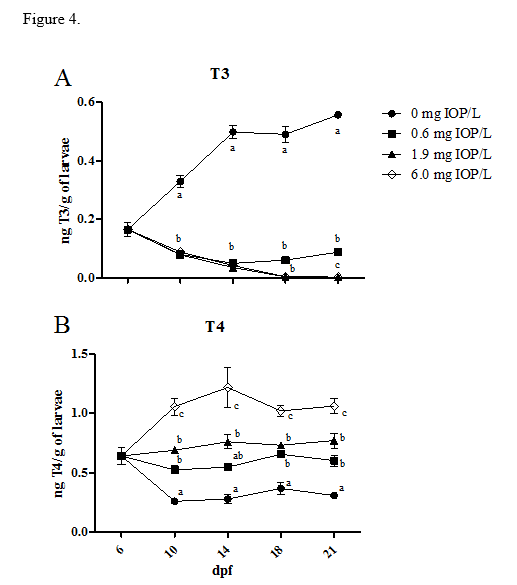 Figure 4.
A
T3
0.6
0.4
0.2
0.0
ng T3/g of larvae
a
a
a
a
b
b
b
b
b
c
0 mg IOP/L
0.6 mg IOP/L
1.9 mg IOP/L
6.0 mg IOP/L
B
T4
1.5
1.0
0.5
0.0
ng T4/g of larvae
c
c
c
c
b
b
b
b
b
ab
b
b
a
a
a
a
6
10
14
18
21
dpf